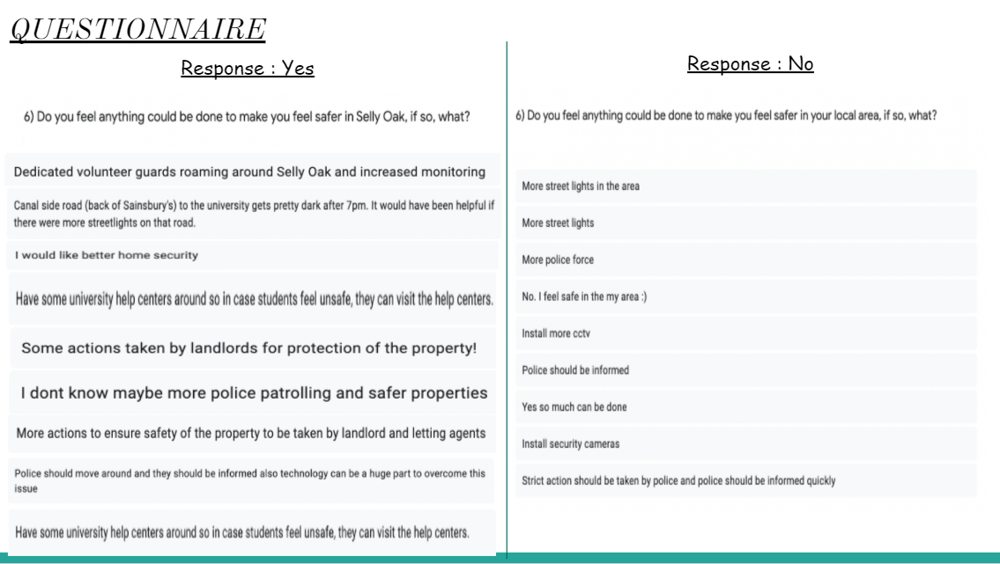 QUESTIONNAIRE
Response : Yes
6) Do you feel anything could be done to make you feel safer in Selly Oak, if so, what?
Dedicated volunteer guards roaming around Selly Oak and increased monitoring
Canal side road (back of Sainsbury's) to the university gets pretty dark after 7pm. It would have been helpful if
there were more streetlights on that road.
I would like better home security
Have some university help centers around so in case students feel unsafe, they can visit the help centers.
Some actions taken by landlords for protection of the property!
I dont know maybe more police patrolling and safer properties
More actions to ensure safety of the property to be taken by landlord and letting agents
Police should move around and they should be informed also technology can be a huge part to overcome this
issue
Have some university help centers around so in case students feel unsafe, they can visit the help centers.
Response : No
6) Do you feel anything could be done to make you feel safer in your local area, if so, what?
More street lights in the area
More street lights
More police force
No. I feel safe in the my area :)
Install more cctv
Police should be informed
Yes so much can be done
Install security cameras
Strict action should be taken by police and police should be informed quickly